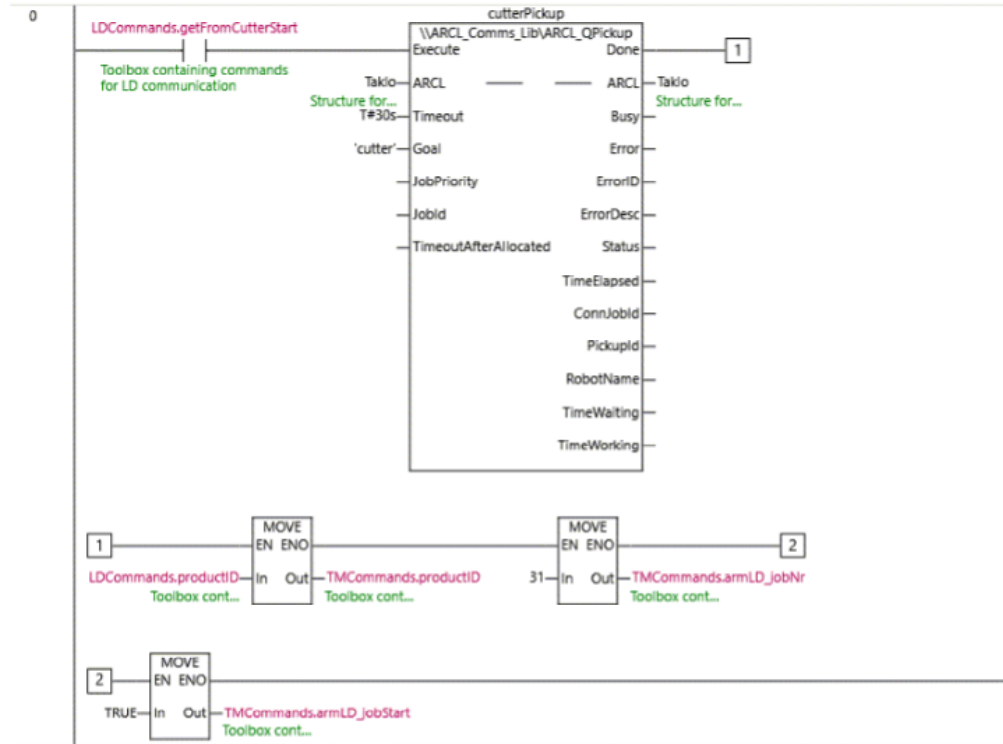 0
cutterPickup
LDCommands.getFromCutterStart
\\ARCL_Comms_Lib\ARCL_QPickup
Execute Done 1
Toolbox containing commands
for LD communication
Taklo ARCL ARCL Taklo
Structure for... Structure for...
T#30s Timeout Busy
'cutter' Goal Error
JobPriority ErrorID
JobId ErrorDesc
TimeoutAfterAllocated Status
TimeElapsed
ConnJobId
PickupId
RobotName
TimeWaiting
TimeWorking
MOVE MOVE
1 EN ENO EN ENO 2
LDCommands.productID In Out TMCommands.productID 31 In Out TMCommands.armLD_jobNr
Toolbox cont... Toolbox cont... Toolbox cont...
MOVE
2 EN ENO
TRUE In Out TMCommands.armLD_jobStart
Toolbox cont...